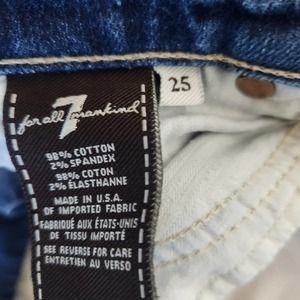 7
for all mankind
25
98% COTTON
2% SPANDEX
98% COTON
2% ELASTHANNE
MADE IN U.S.A.
OF IMPORTED FABRIC
FABRIQUÉ AUX ÉTATS-UNIS
DE TISSU IMPORTÉ
SEE REVERSE FOR CARE
ENTRETIEN AU VERSO